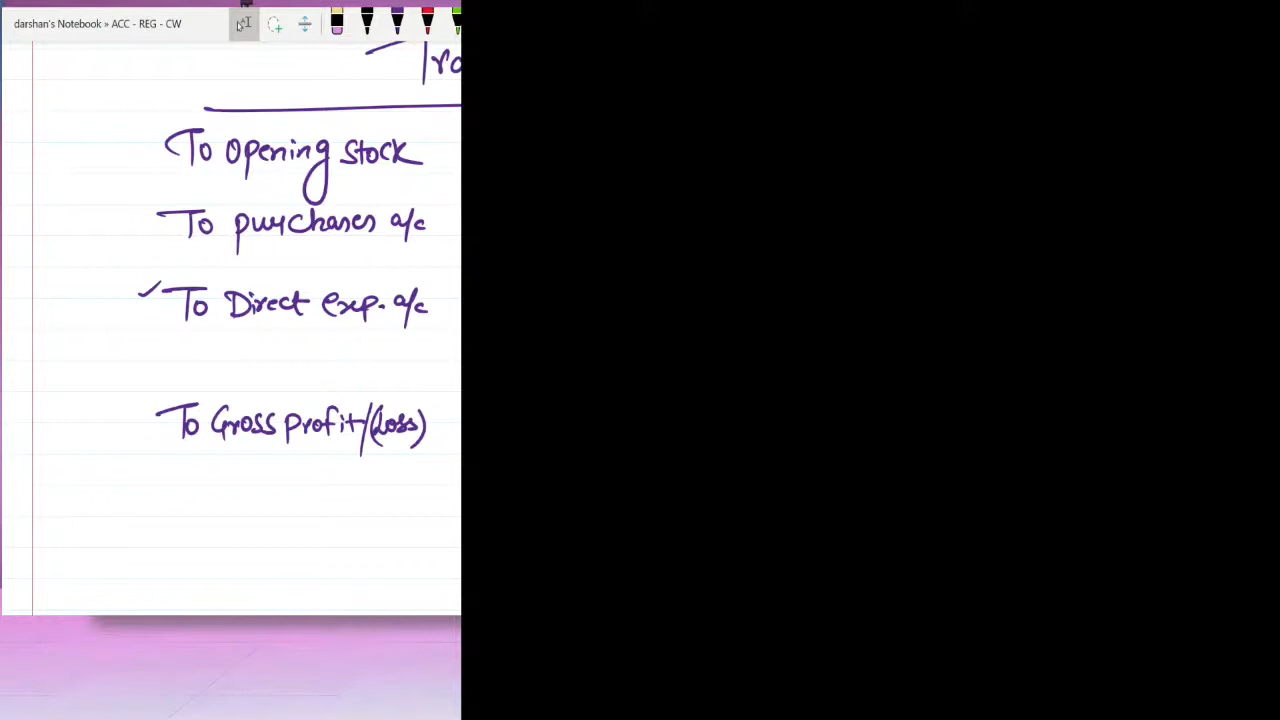 darshan's Notebook » ACC - REG - CW
To Opening stock
To purchases a/c
To Direct exp. a/c
To Gross profit/(Loss)